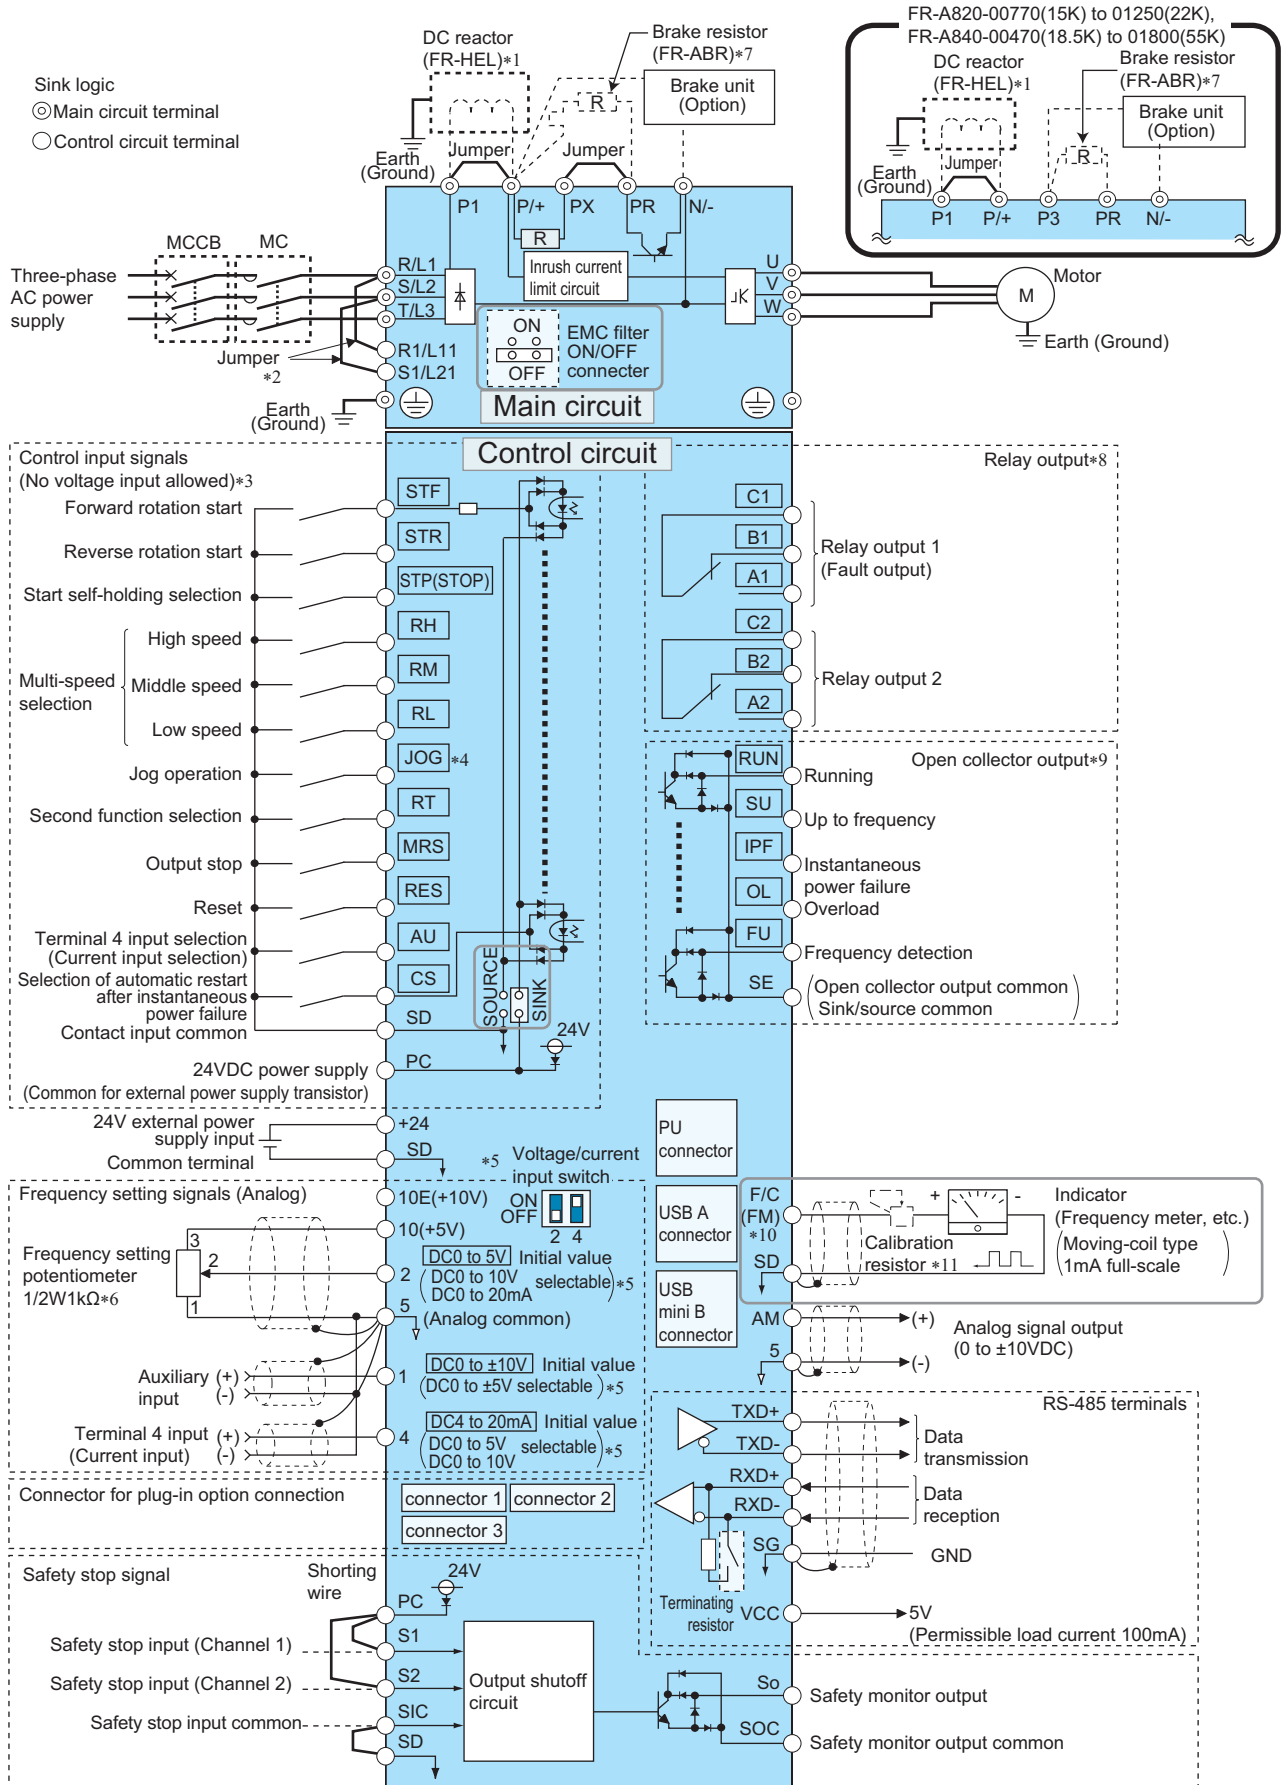 FR-A820-00770(15K) to 01250(22K),
FR-A840-00470(18.5K) to 01800(55K)
DC reactor
(FR-HEL)*1
Brake resistor
(FR-ABR)*7
Brake unit
(Option)
R
Earth
(Ground)
Jumper
P1
P/+
P3
PR
N/-
Sink logic
Main circuit terminal
Control circuit terminal
DC reactor
(FR-HEL)*1
Brake resistor
(FR-ABR)*7
Brake unit
(Option)
R
Earth
(Ground)
Jumper
Jumper
P1
P/+
PX
PR
N/-
R
Inrush current
limit circuit
MCCB
MC
Three-phase
AC power
supply
R/L1
S/L2
T/L3
R1/L11
S1/L21
Jumper
*2
Earth
(Ground)
ON
OFF
EMC filter
ON/OFF
connecter
U
V
W
Motor
M
Earth (Ground)
Main circuit
Control circuit
Control input signals
(No voltage input allowed)*3
Forward rotation start
STF
Reverse rotation start
STR
Start self-holding selection
STP(STOP)
Multi-speed
selection
High speed
RH
Middle speed
RM
Low speed
RL
Jog operation
JOG *4
Second function selection
RT
Output stop
MRS
Reset
RES
Terminal 4 input selection
(Current input selection)
AU
Selection of automatic restart
after instantaneous
power failure
CS
Contact input common
SD
SOURCE
SINK
24V
24VDC power supply
(Common for external power supply transistor)
PC
Relay output*8
C1
B1
A1
Relay output 1
(Fault output)
C2
B2
A2
Relay output 2
Open collector output*9
RUN
Running
SU
Up to frequency
IPF
Instantaneous
power failure
OL
Overload
FU
Frequency detection
SE
Open collector output common
Sink/source common
24V external power
supply input
+24
Common terminal
SD
*5 Voltage/current
input switch
ON
OFF
2 4
Frequency setting signals (Analog)
10E(+10V)
10(+5V)
Frequency setting
potentiometer
1/2W1kΩ*6
3
2
1
2
DC0 to 5V Initial value
DC0 to 10V
DC0 to 20mA
selectable *5
5
(Analog common)
Auxiliary
input
(+)
(-)
1
DC0 to ±10V Initial value
(DC0 to ±5V selectable) *5
Terminal 4 input
(Current input)
(+)
(-)
4
DC4 to 20mA Initial value
DC0 to 5V
DC0 to 10V
selectable *5
PU
connector
USB A
connector
USB
mini B
connector
F/C
(FM)
*10
SD
Calibration
resistor *11
+
-
Indicator
(Frequency meter, etc.)
Moving-coil type
1mA full-scale
AM
5
(+)
(-)
Analog signal output
(0 to ±10VDC)
RS-485 terminals
TXD+
TXD-
Data
transmission
RXD+
RXD-
Data
reception
SG
GND
Terminating
resistor
VCC
5V
(Permissible load current 100mA)
Connector for plug-in option connection
connector 1
connector 2
connector 3
Safety stop signal
Shorting
wire
24V
PC
Safety stop input (Channel 1)
S1
Safety stop input (Channel 2)
S2
Safety stop input common
SIC
SD
Output shutoff
circuit
So
Safety monitor output
SOC
Safety monitor output common